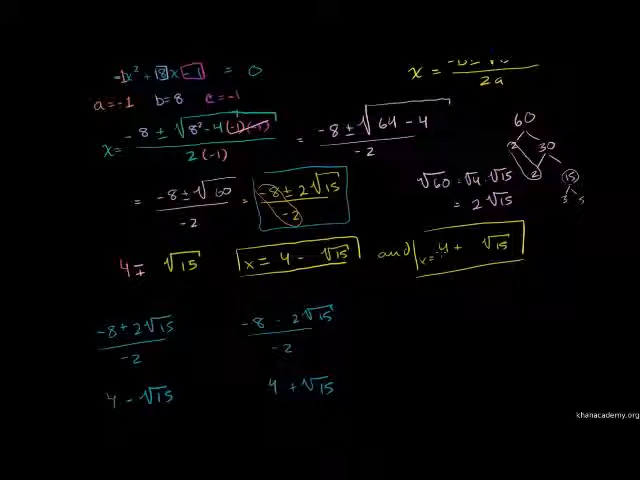 -1x² + 8x - 1 = 0
a = -1 b = 8 c = -1
x = (-8 ± √(8² - 4(-1)(-1))) / 2(-1) = (-8 ± √(64 - 4)) / -2
= (-8 ± √60) / -2 = (-8 ± 2√15) / -2
4 ∓ √15 x = 4 - √15 and x = 4 + √15
(-8 + 2√15) / -2 (-8 - 2√15) / -2
4 - √15 4 + √15
x = / 2a
60
2 30
2 15
3 5
√60 = √4 · √15
= 2√15
khanacademy.org